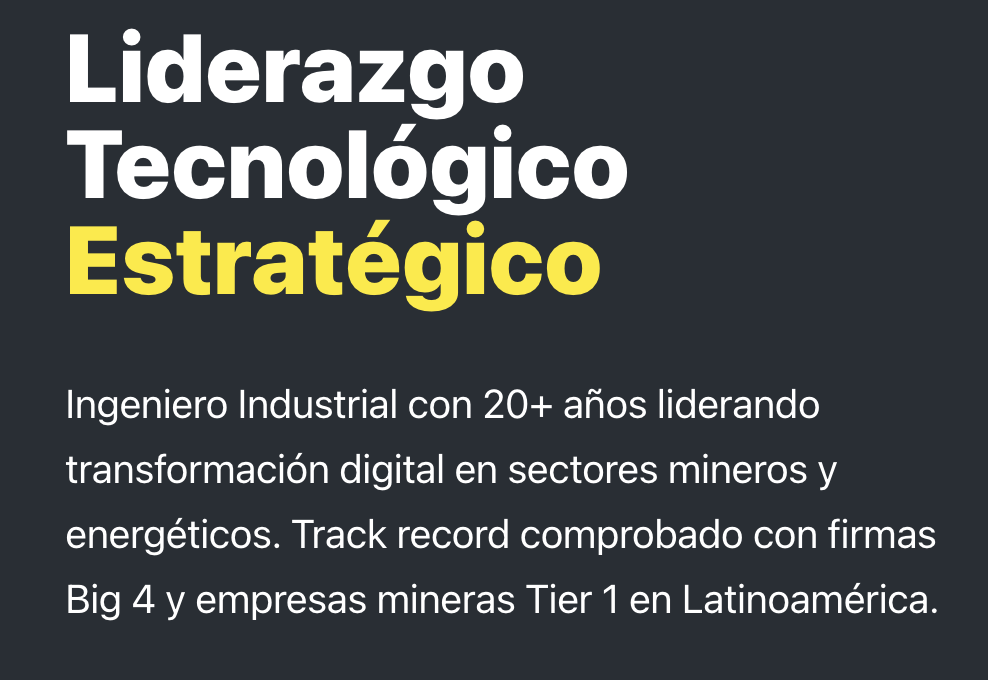 Liderazgo
Tecnológico
Estratégico
Ingeniero Industrial con 20+ años liderando
transformación digital en sectores mineros y
energéticos. Track record comprobado con firmas
Big 4 y empresas mineras Tier 1 en Latinoamérica.